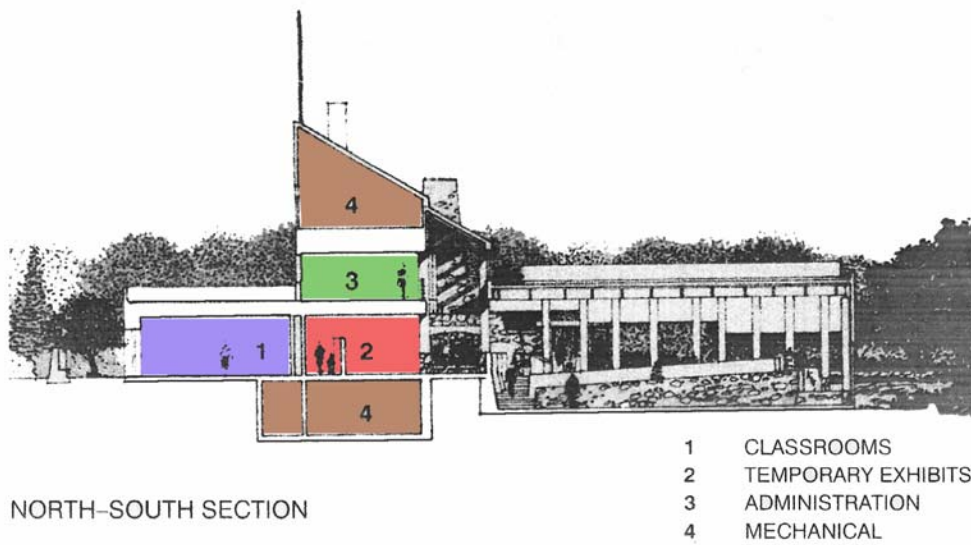 4
3
1 2
4
1 CLASSROOMS
2 TEMPORARY EXHIBITS
3 ADMINISTRATION
4 MECHANICAL
NORTH–SOUTH SECTION